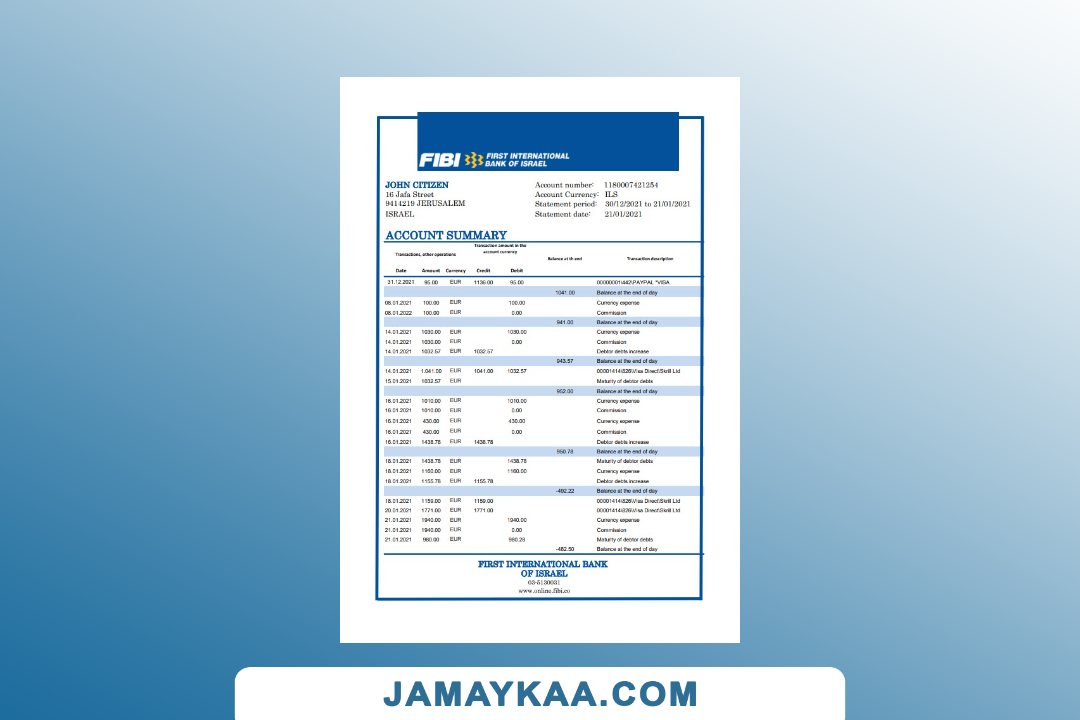 FIBI FIRST INTERNATIONAL
BANK OF ISRAEL
JOHN CITIZEN
16 Jafa Street
9414219 JERUSALEM
ISRAEL
Account number: 1180007421254
Account Currency: ILS
Statement period: 30/12/2021 to 21/01/2021
Statement date: 21/01/2021
ACCOUNT SUMMARY
Transactions, other operations
Transaction amount in the
account currency
Balance at th end
Transaction description
Date Amount Currency Credit Debit
31.12.2021 95.00 EUR 1136.00 95.00 00000001\442\PAYPAL *VISA
1041.00 Balance at the end of day
08.01.2021 100.00 EUR 100.00 Currency expense
08.01.2022 100.00 EUR 0.00 Commission
941.00 Balance at the end of day
14.01.2021 1030.00 EUR 1030.00 Currency expense
14.01.2021 1030.00 EUR 0.00 Commission
14.01.2021 1032.57 EUR 1032.57 Debtor debts increase
943.57 Balance at the end of day
14.01.2021 1.041.00 EUR 1041.00 1032.57 00001414\826\Visa Direct\Skrill Ltd
15.01.2021 1032.57 EUR Maturity of debtor debts
952.00 Balance at the end of day
16.01.2021 1010.00 EUR 1010.00 Currency expense
16.01.2021 1010.00 EUR 0.00 Commission
16.01.2021 430.00 EUR 430.00 Currency expense
16.01.2021 430.00 EUR 0.00 Commission
16.01.2021 1438.78 EUR 1438.78 Debtor debts increase
950.78 Balance at the end of day
18.01.2021 1438.78 EUR 1438.78 Maturity of debtor debts
18.01.2021 1160.00 EUR 1160.00 Currency expense
18.01.2021 1155.78 EUR 1155.78 Debtor debts increase
-492.22 Balance at the end of day
18.01.2021 1159.00 EUR 1159.00 00001414\826\Visa Direct\Skrill Ltd
20.01.2021 1771.00 EUR 1771.00 00001414\826\Visa Direct\Skrill Ltd
21.01.2021 1940.00 EUR 1940.00 Currency expense
21.01.2021 1940.00 EUR 0.00 Commission
21.01.2021 980.00 EUR 980.26 Maturity of debtor debts
-482.50 Balance at the end of day
FIRST INTERNATIONAL BANK
OF ISRAEL
03-5130031
www.online.fibi.co
JAMAYKAA.COM